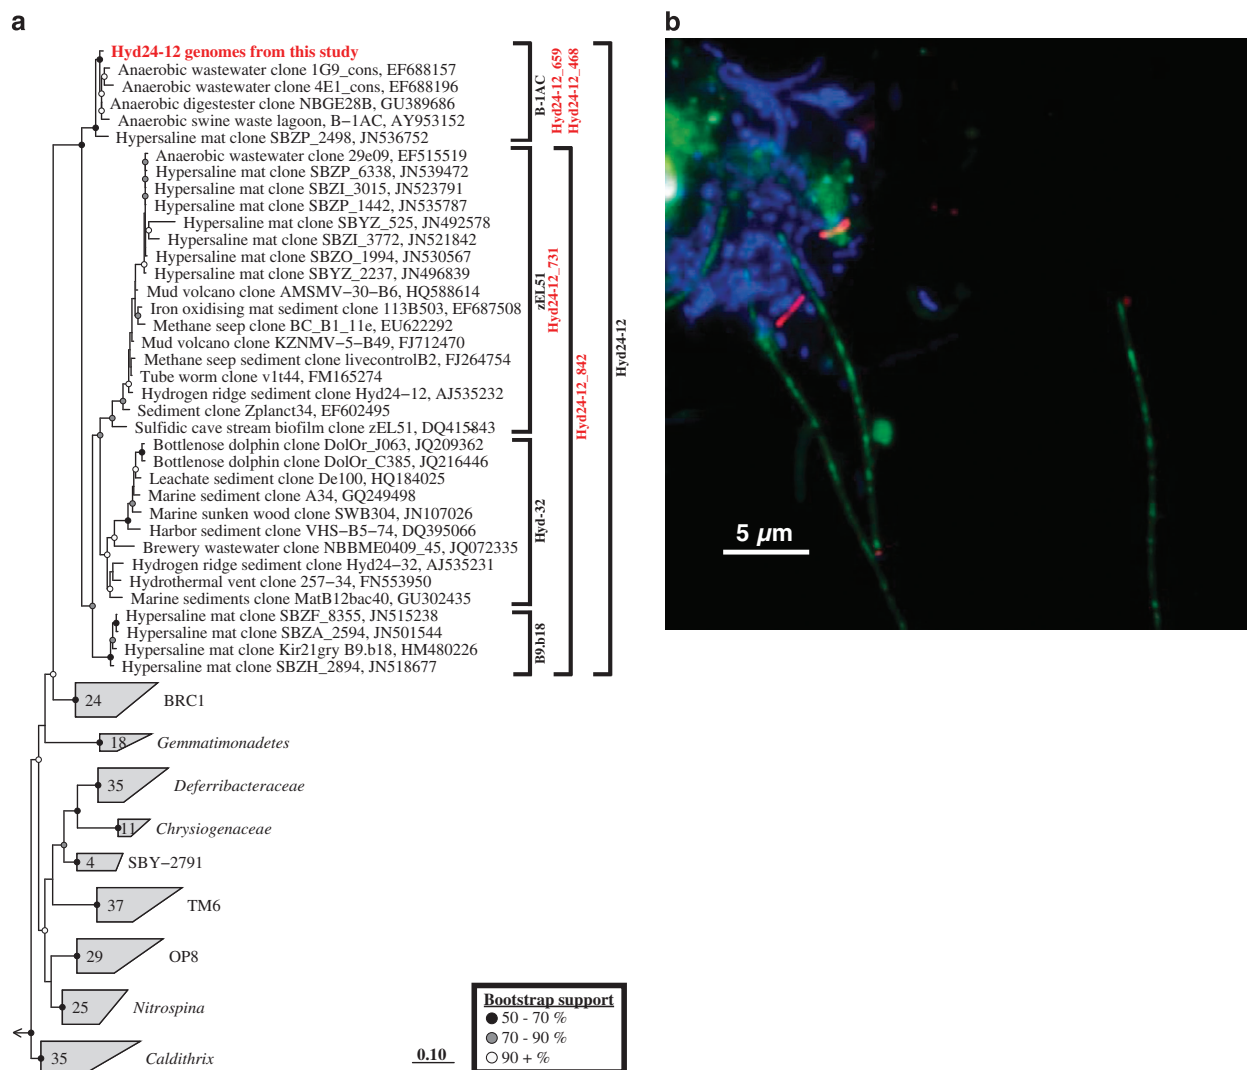 a
Hyd24-12 genomes from this study
Anaerobic wastewater clone 1G9_cons, EF688157
Anaerobic wastewater clone 4E1_cons, EF688196
Anaerobic digestester clone NBGE28B, GU389686
Anaerobic swine waste lagoon, B−1AC, AY953152
Hypersaline mat clone SBZP_2498, JN536752
Anaerobic wastewater clone 29e09, EF515519
Hypersaline mat clone SBZP_6338, JN539472
Hypersaline mat clone SBZI_3015, JN523791
Hypersaline mat clone SBZP_1442, JN535787
Hypersaline mat clone SBYZ_525, JN492578
Hypersaline mat clone SBZI_3772, JN521842
Hypersaline mat clone SBZO_1994, JN530567
Hypersaline mat clone SBYZ_2237, JN496839
Mud volcano clone AMSMV−30−B6, HQ588614
Iron oxidising mat sediment clone 113B503, EF687508
Methane seep clone BC_B1_11e, EU622292
Mud volcano clone KZNMV−5−B49, FJ712470
Methane seep sediment clone livecontrolB2, FJ264754
Tube worm clone v1t44, FM165274
Hydrogen ridge sediment clone Hyd24−12, AJ535232
Sediment clone Zplanct34, EF602495
Sulfidic cave stream biofilm clone zEL51, DQ415843
Bottlenose dolphin clone DolOr_J063, JQ209362
Bottlenose dolphin clone DolOr_C385, JQ216446
Leachate sediment clone De100, HQ184025
Marine sediment clone A34, GQ249498
Marine sunken wood clone SWB304, JN107026
Harbor sediment clone VHS−B5−74, DQ395066
Brewery wastewater clone NBBME0409_45, JQ072335
Hydrogen ridge sediment clone Hyd24−32, AJ535231
Hydrothermal vent clone 257−34, FN553950
Marine sediments clone MatB12bac40, GU302435
Hypersaline mat clone SBZF_8355, JN515238
Hypersaline mat clone SBZA_2594, JN501544
Hypersaline mat clone Kir21gry B9.b18, HM480226
Hypersaline mat clone SBZH_2894, JN518677
B-1AC
Hyd24-12_659
Hyd24-12_468
zEL51
Hyd24-12_731
Hyd24-12_842
Hyd24-12
Hyd-32
B9.b18
24 BRC1
18 Gemmatimonadetes
35 Deferribacteraceae
11 Chrysiogenaceae
4 SBY−2791
37 TM6
29 OP8
25 Nitrospina
35 Caldithrix
0.10
Bootstrap support
50 - 70 %
70 - 90 %
90 + %
b
5 µm